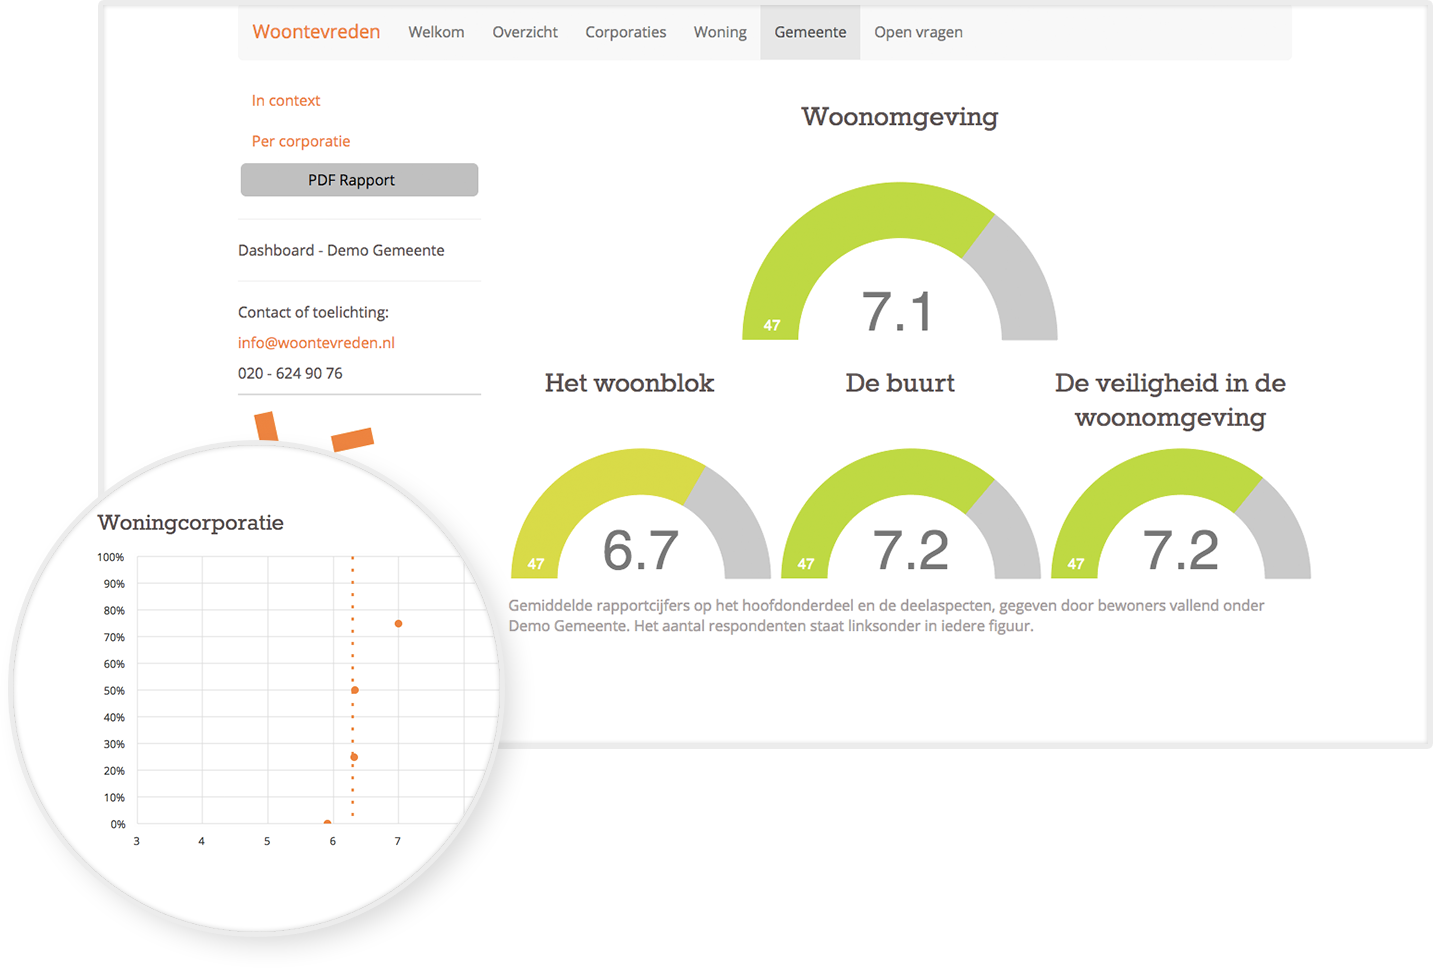 Woontevreden Welkom Overzicht Corporaties Woning Gemeente Open vragen
In context
Per corporatie
PDF Rapport
Dashboard - Demo Gemeente
Contact of toelichting:
info@woontevreden.nl
020 - 624 90 76
Woonomgeving
47
7.1
Het woonblok
47
6.7
De buurt
47
7.2
De veiligheid in de
woonomgeving
47
7.2
Gemiddelde rapportcijfers op het hoofdonderdeel en de deelaspecten, gegeven door bewoners vallend onder
Demo Gemeente. Het aantal respondenten staat linksonder in iedere figuur.
Woningcorporatie
100%
90%
80%
70%
60%
50%
40%
30%
20%
10%
0%
3 4 5 6 7